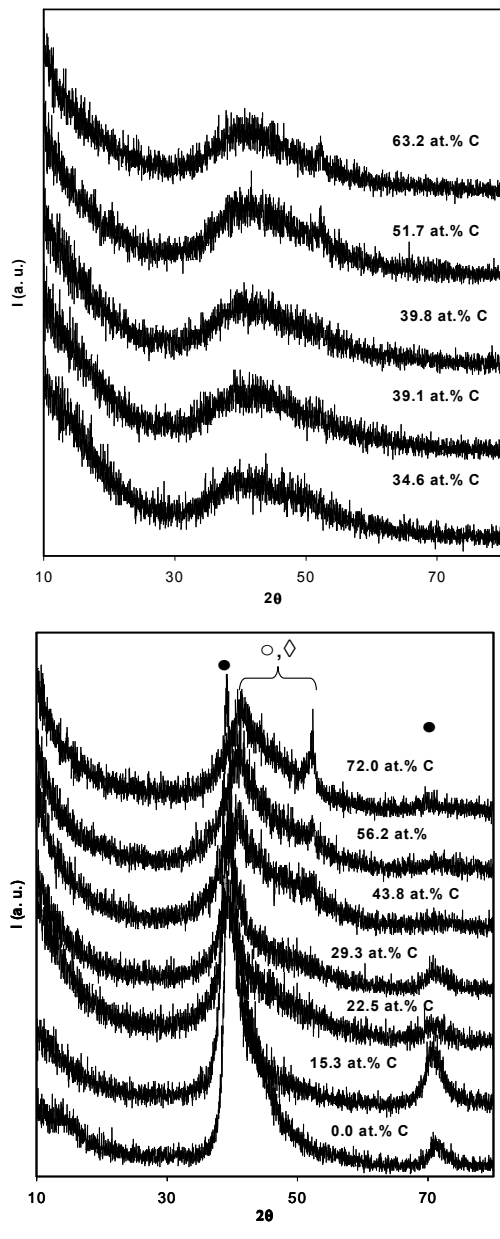 63.2 at.% C
51.7 at.% C
39.8 at.% C
39.1 at.% C
34.6 at.% C
I (a. u.)
10 30 50 70
2θ
○,◊
72.0 at.% C
56.2 at.%
43.8 at.% C
29.3 at.% C
22.5 at.% C
15.3 at.% C
0.0 at.% C
I (a. u.)
10 30 50 70
2θ